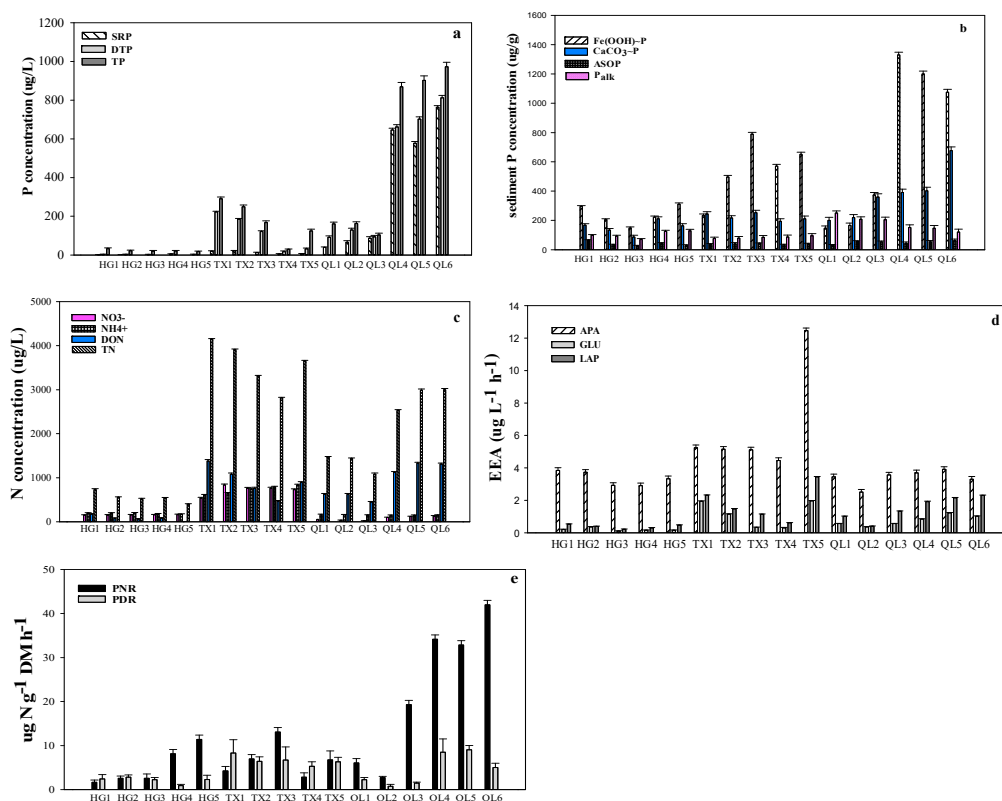 P concentration (ug/L)
1200
1000
800
600
400
200
0
SRP
DTP
TP
a
HG1 HG2 HG3 HG4 HG5 TX1 TX2 TX3 TX4 TX5 QL1 QL2 QL3 QL4 QL5 QL6
sediment P concentration (ug/g)
1600
1400
1200
1000
800
600
400
200
0
Fe(OOH)~P
CaCO3~P
ASOP
Palk
b
HG1 HG2 HG3 HG4 HG5 TX1 TX2 TX3 TX4 TX5 QL1 QL2 QL3 QL4 QL5 QL6
N concentration (ug/L)
5000
4000
3000
2000
1000
0
NO3-
NH4+
DON
TN
c
HG1 HG2 HG3 HG4 HG5 TX1 TX2 TX3 TX4 TX5 QL1 QL2 QL3 QL4 QL5 QL6
EEA (ug L-1 h-1)
14
12
10
8
6
4
2
0
APA
GLU
LAP
d
HG1 HG2 HG3 HG4 HG5 TX1 TX2 TX3 TX4 TX5 QL1 QL2 QL3 QL4 QL5 QL6
ug N g-1 DM h-1
50
40
30
20
10
0
PNR
PDR
e
HG1 HG2 HG3 HG4 HG5 TX1 TX2 TX3 TX4 TX5 OL1 OL2 OL3 OL4 OL5 OL6